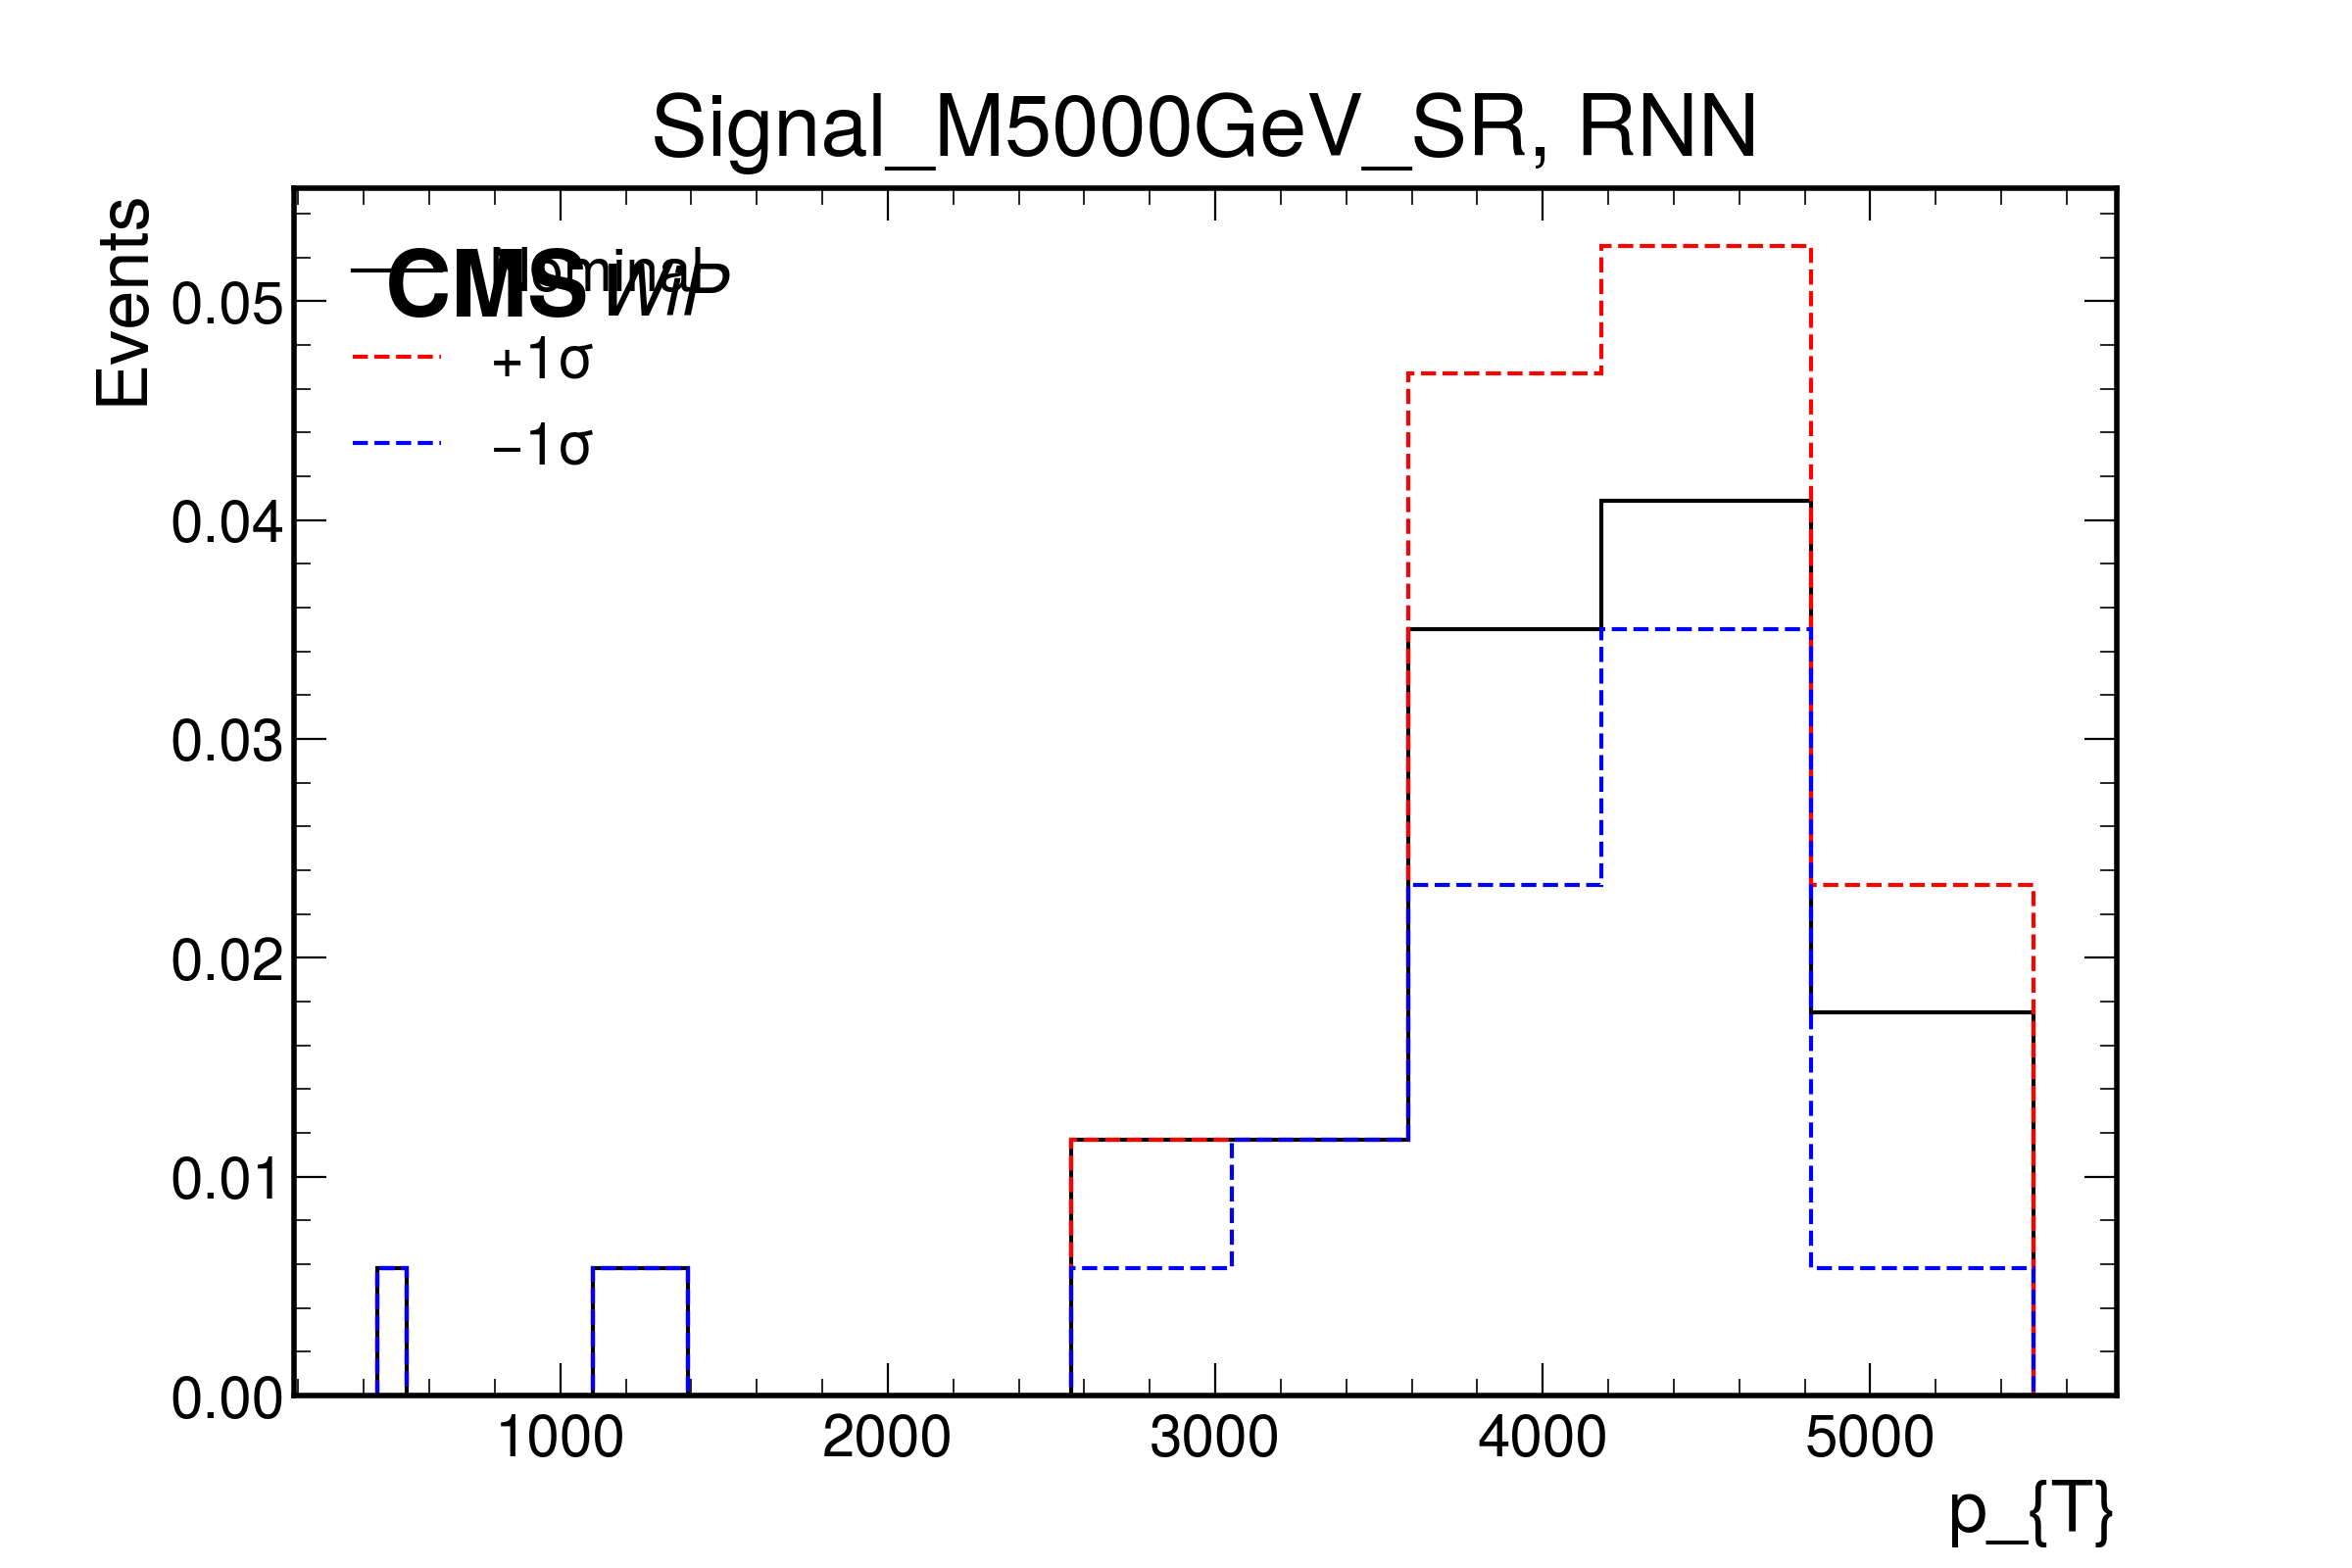 Signal_M5000GeV_SR, RNN
Events
CMS WiP
Nominal
+1σ
−1σ
0.05
0.04
0.03
0.02
0.01
0.00
1000 2000 3000 4000 5000
p_{T}